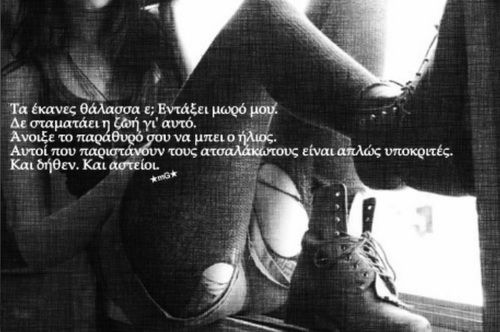 Τα έκανες θάλασσα ε; Εντάξει μωρό μου.
Δε σταματάει η ζωή γι' αυτό.
Άνοιξε το παράθυρό σου να μπει ο ήλιος.
Αυτοί που παριστάνουν τους ατσαλάκωτους είναι απλώς υποκριτές.
Και δήθεν. Και αστείοι.
★mG★